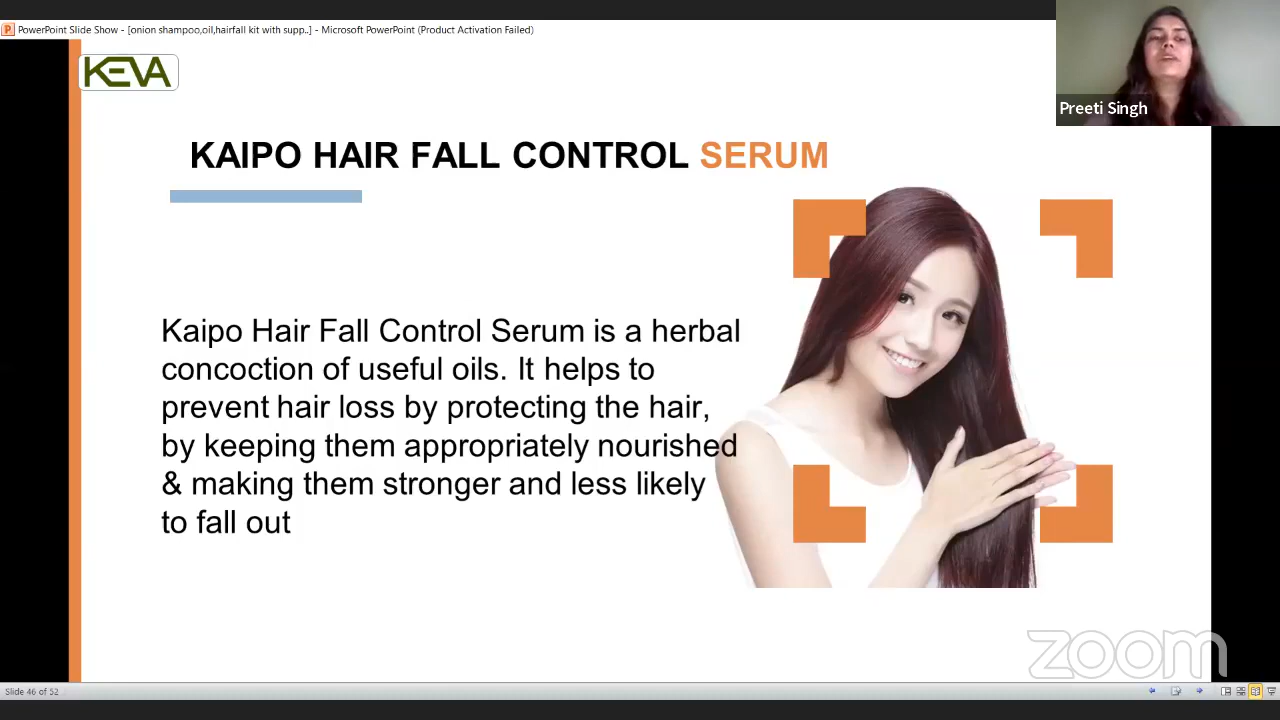 PowerPoint Slide Show - [onion shampoo,oil,hairfall kit with supp..] - Microsoft PowerPoint (Product Activation Failed)
KEVA
Preeti Singh
KAIPO HAIR FALL CONTROL SERUM
Kaipo Hair Fall Control Serum is a herbal
concoction of useful oils. It helps to
prevent hair loss by protecting the hair,
by keeping them appropriately nourished
& making them stronger and less likely
to fall out
zoom
Slide 46 of 52